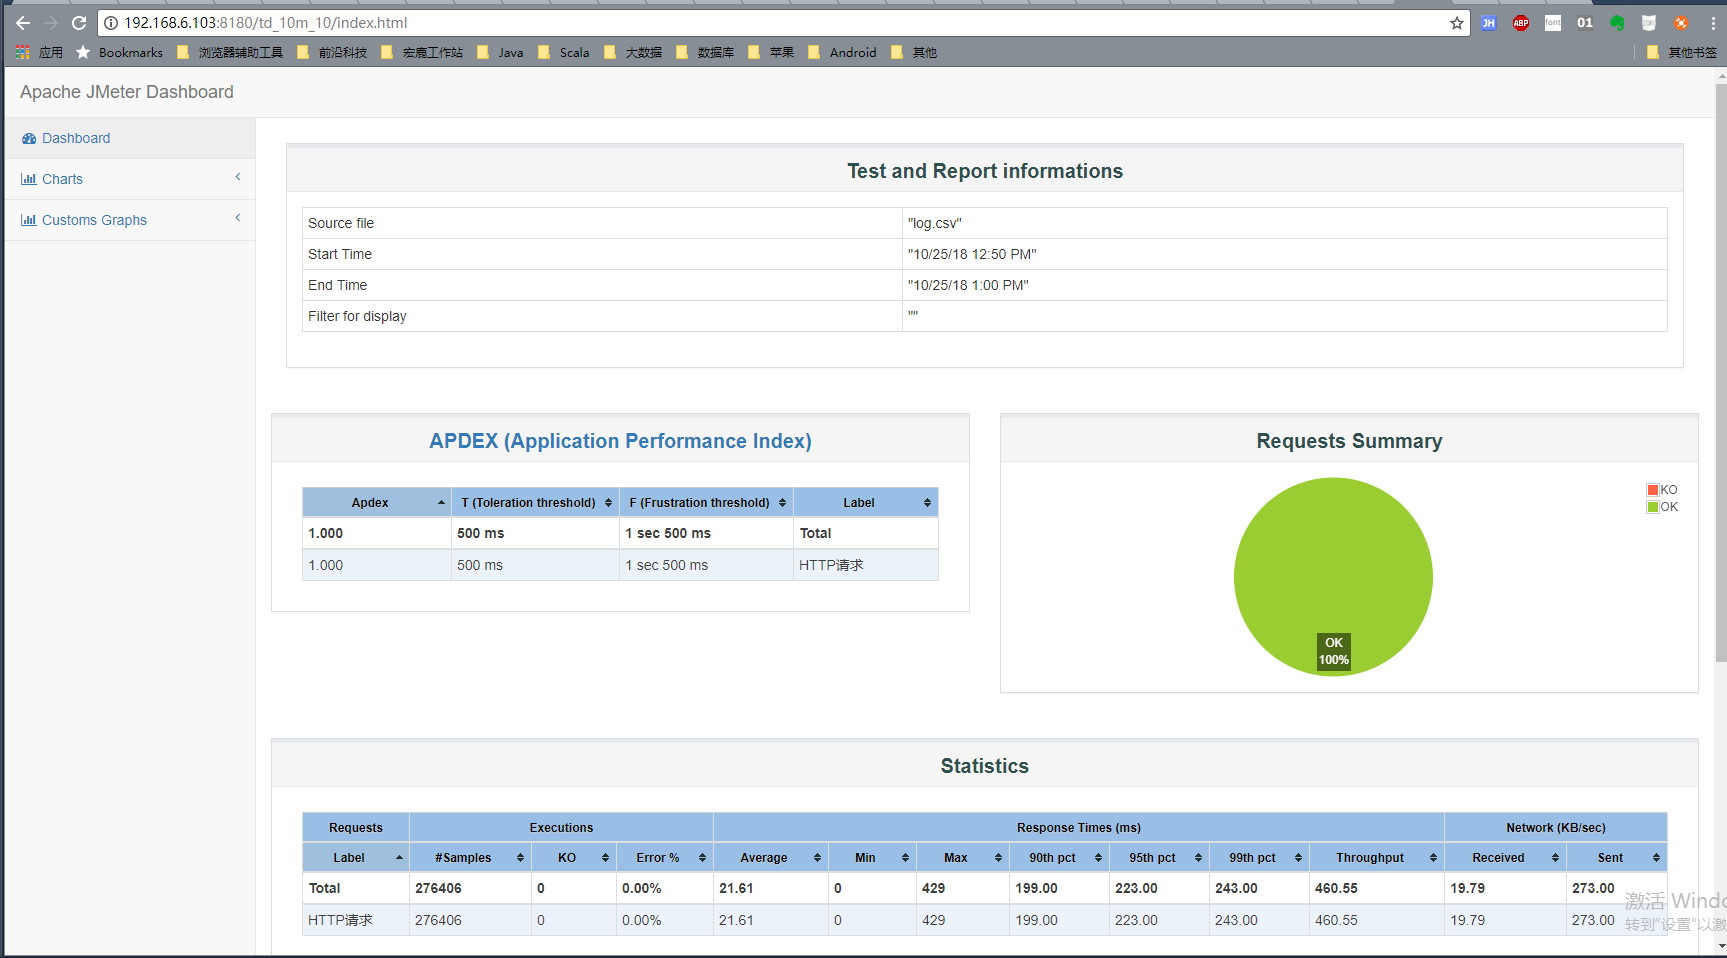 192.168.6.103:8180/td_10m_10/index.html
JH ABP font 01
应用 Bookmarks 浏览器辅助工具 前沿科技 宏鹿工作站 Java Scala 大数据 数据库 苹果 Android 其他 其他书签
Apache JMeter Dashboard
Dashboard
Charts
Customs Graphs
Test and Report informations
Source file "log.csv"
Start Time "10/25/18 12:50 PM"
End Time "10/25/18 1:00 PM"
Filter for display ""
APDEX (Application Performance Index)
Apdex T (Toleration threshold) F (Frustration threshold) Label
1.000 500 ms 1 sec 500 ms Total
1.000 500 ms 1 sec 500 ms HTTP请求
Requests Summary
KO
OK
OK
100%
Statistics
Requests Executions Response Times (ms) Network (KB/sec)
Label #Samples KO Error % Average Min Max 90th pct 95th pct 99th pct Throughput Received Sent
Total 276406 0 0.00% 21.61 0 429 199.00 223.00 243.00 460.55 19.79 273.00
HTTP请求 276406 0 0.00% 21.61 0 429 199.00 223.00 243.00 460.55 19.79 273.00
激活 Windo
转到"设置"以激